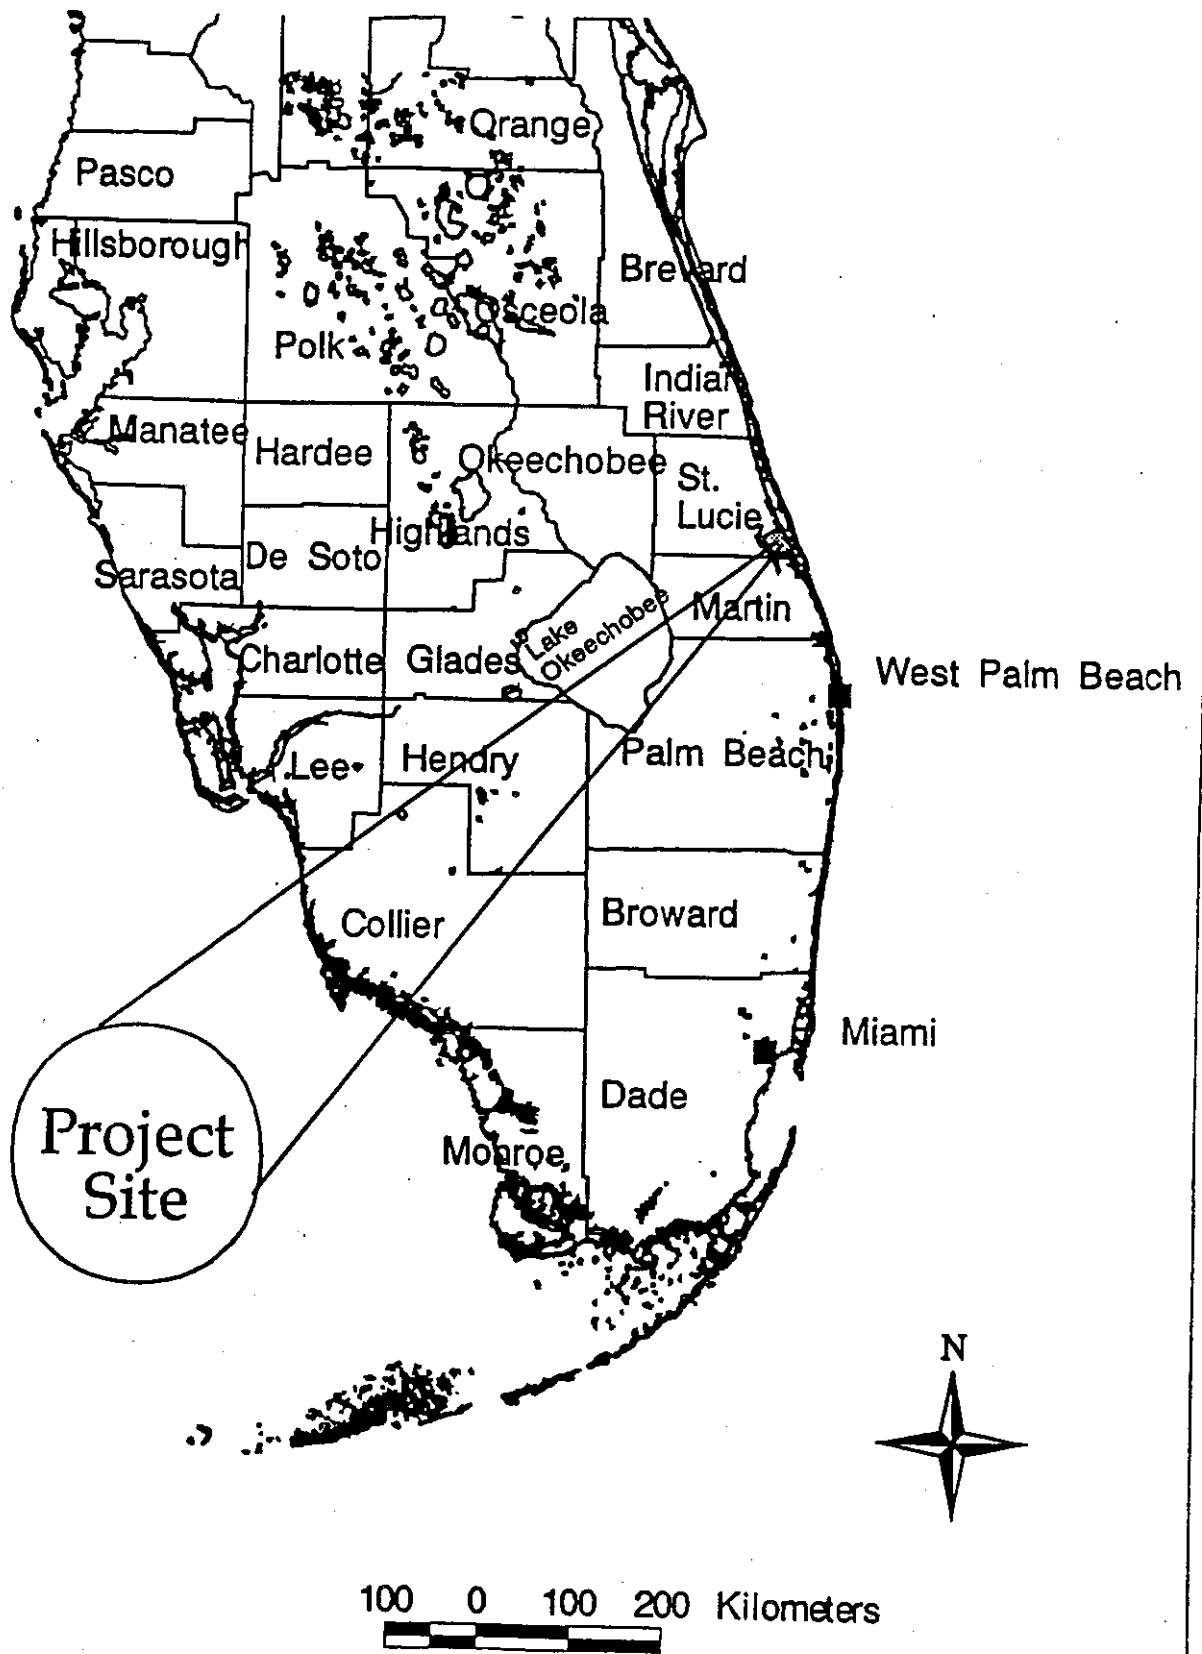 Orange
Pasco
Hillsborough
Brevard
Osceola
Polk
Indian
River
Manatee
Hardee
Okeechobee
St.
Lucie
Highlands
De Soto
Sarasota
Martin
Lake
Okeechobee
Charlotte
Glades
West Palm Beach
Lee
Hendry
Palm Beach
Collier
Broward
Miami
Dade
Project
Site
Monroe
N
100 0 100 200 Kilometers